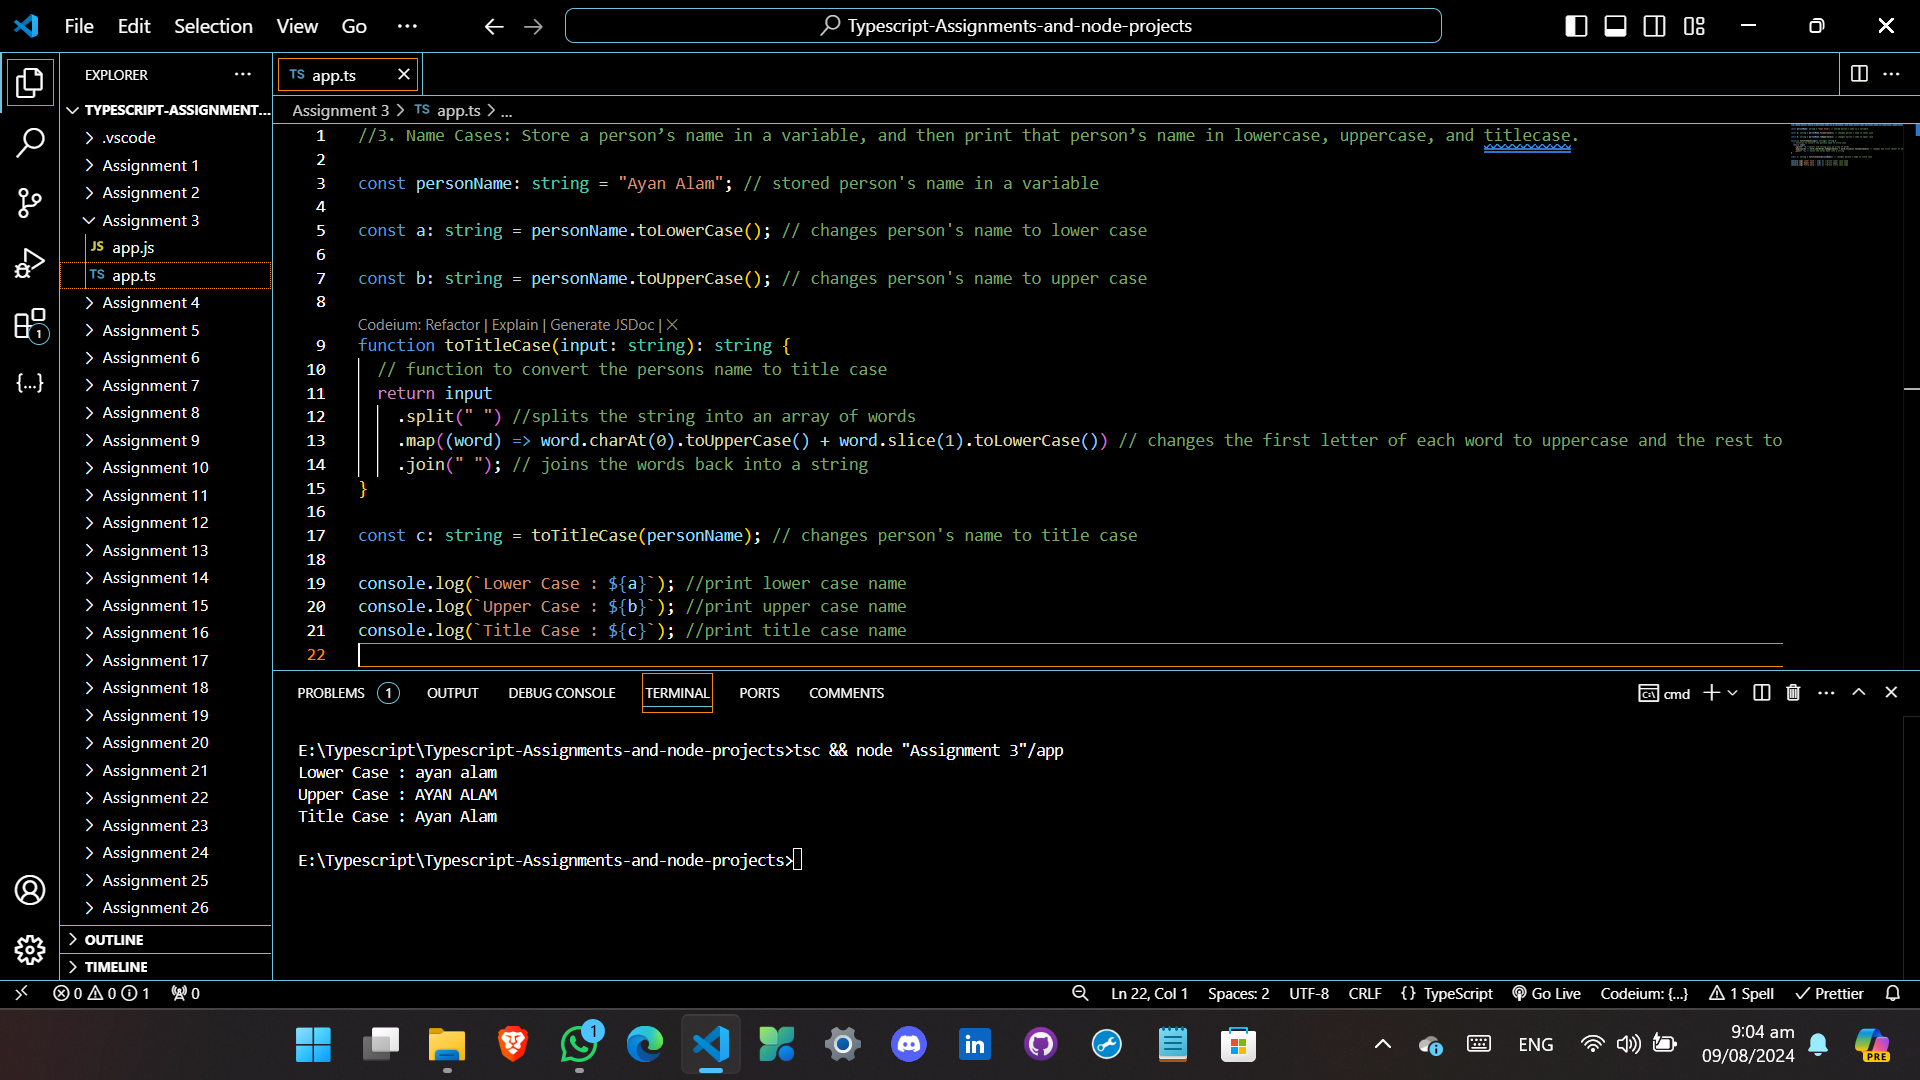 File Edit Selection View Go ... Typescript-Assignments-and-node-projects
EXPLORER
TYPESCRIPT-ASSIGNMENT...
.vscode
Assignment 1
Assignment 2
Assignment 3
JS app.js
TS app.ts
Assignment 4
Assignment 5
Assignment 6
Assignment 7
Assignment 8
Assignment 9
Assignment 10
Assignment 11
Assignment 12
Assignment 13
Assignment 14
Assignment 15
Assignment 16
Assignment 17
Assignment 18
Assignment 19
Assignment 20
Assignment 21
Assignment 22
Assignment 23
Assignment 24
Assignment 25
Assignment 26
OUTLINE
TIMELINE
1
TS app.ts
Assignment 3 > TS app.ts > ...
1 //3. Name Cases: Store a person’s name in a variable, and then print that person’s name in lowercase, uppercase, and titlecase.
2
3 const personName: string = "Ayan Alam"; // stored person's name in a variable
4
5 const a: string = personName.toLowerCase(); // changes person's name to lower case
6
7 const b: string = personName.toUpperCase(); // changes person's name to upper case
8
Codeium: Refactor | Explain | Generate JSDoc | ✕
9 function toTitleCase(input: string): string {
10 // function to convert the persons name to title case
11 return input
12 .split(" ") //splits the string into an array of words
13 .map((word) => word.charAt(0).toUpperCase() + word.slice(1).toLowerCase()) // changes the first letter of each word to uppercase and the rest to
14 .join(" "); // joins the words back into a string
15 }
16
17 const c: string = toTitleCase(personName); // changes person's name to title case
18
19 console.log(`Lower Case : ${a}`); //print lower case name
20 console.log(`Upper Case : ${b}`); //print upper case name
21 console.log(`Title Case : ${c}`); //print title case name
22
PROBLEMS 1 OUTPUT DEBUG CONSOLE TERMINAL PORTS COMMENTS cmd
E:\Typescript\Typescript-Assignments-and-node-projects>tsc && node "Assignment 3"/app
Lower Case : ayan alam
Upper Case : AYAN ALAM
Title Case : Ayan Alam
E:\Typescript\Typescript-Assignments-and-node-projects>
0 0 1 0 Ln 22, Col 1 Spaces: 2 UTF-8 CRLF {} TypeScript Go Live Codeium: {...} 1 Spell Prettier
1 in ENG 9:04 am PRE
09/08/2024